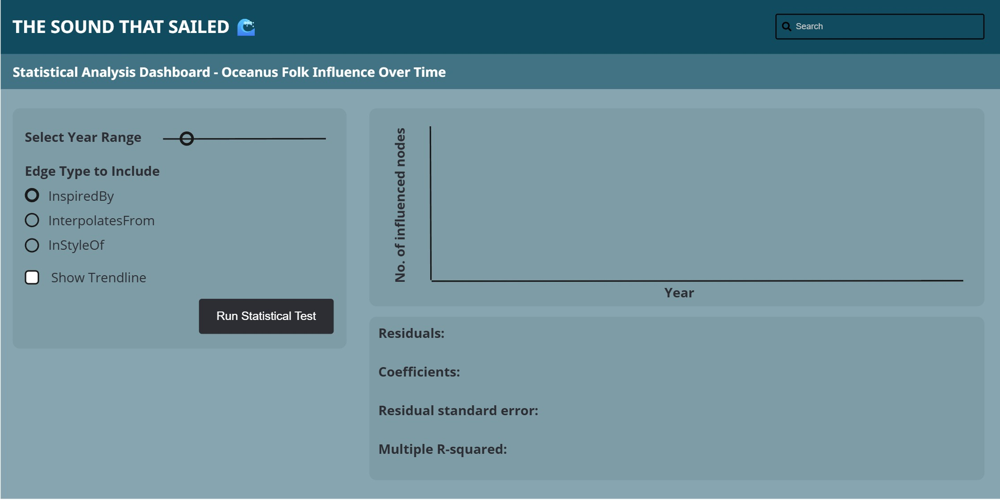 THE SOUND THAT SAILED
Search
Statistical Analysis Dashboard - Oceanus Folk Influence Over Time
Select Year Range
Edge Type to Include
InspiredBy
InterpolatesFrom
InStyleOf
Show Trendline
Run Statistical Test
No. of influenced nodes
Year
Residuals:
Coefficients:
Residual standard error:
Multiple R-squared: